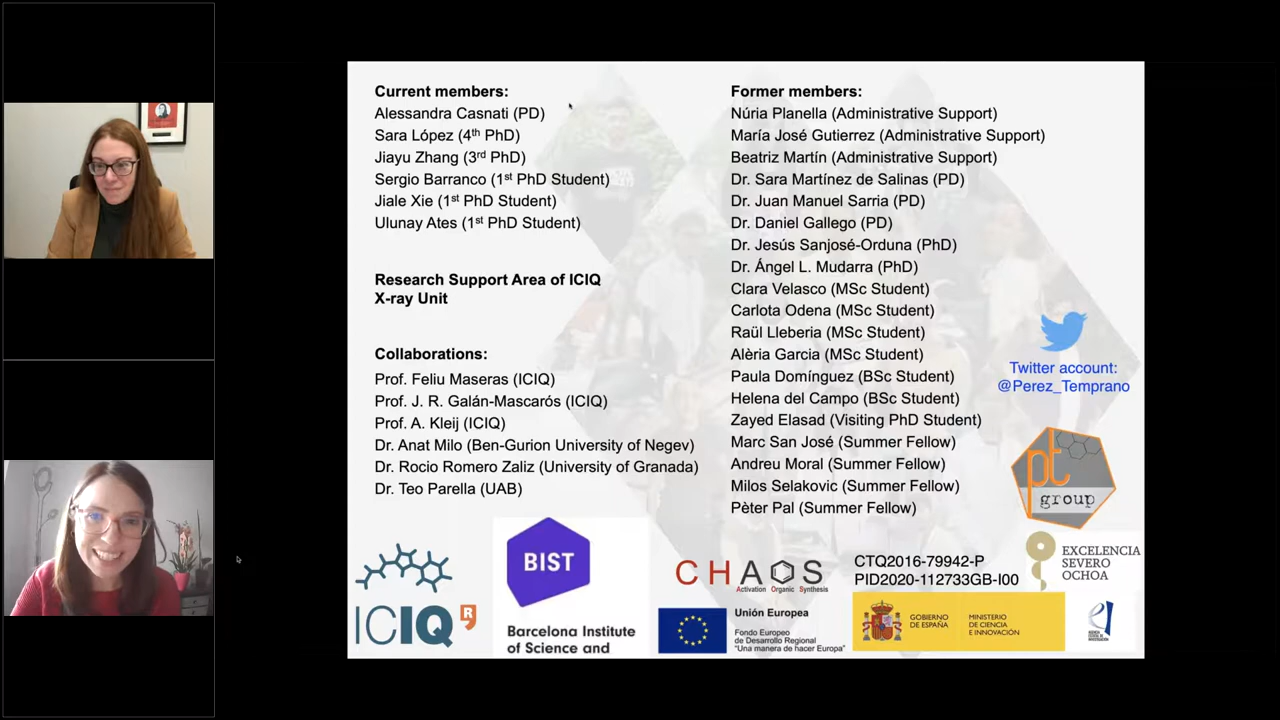 Current members:
Alessandra Casnati (PD)
Sara López (4th PhD)
Jiayu Zhang (3rd PhD)
Sergio Barranco (1st PhD Student)
Jiale Xie (1st PhD Student)
Ulunay Ates (1st PhD Student)
Research Support Area of ICIQ
X-ray Unit
Collaborations:
Prof. Feliu Maseras (ICIQ)
Prof. J. R. Galán-Mascarós (ICIQ)
Prof. A. Kleij (ICIQ)
Dr. Anat Milo (Ben-Gurion University of Negev)
Dr. Rocio Romero Zaliz (University of Granada)
Dr. Teo Parella (UAB)
Former members:
Núria Planella (Administrative Support)
María José Gutierrez (Administrative Support)
Beatriz Martín (Administrative Support)
Dr. Sara Martínez de Salinas (PD)
Dr. Juan Manuel Sarria (PD)
Dr. Daniel Gallego (PD)
Dr. Jesús Sanjosé-Orduna (PhD)
Dr. Ángel L. Mudarra (PhD)
Clara Velasco (MSc Student)
Carlota Odena (MSc Student)
Raül Lleberia (MSc Student)
Alèria Garcia (MSc Student)
Paula Domínguez (BSc Student)
Helena del Campo (BSc Student)
Zayed Elasad (Visiting PhD Student)
Marc San José (Summer Fellow)
Andreu Moral (Summer Fellow)
Milos Selakovic (Summer Fellow)
Pèter Pal (Summer Fellow)
Twitter account:
@Perez_Temprano
pt
group
ICIQ
BIST
Barcelona Institute
of Science and
CHAOS
Activation Organic Synthesis
Unión Europea
Fondo Europeo
de Desarrollo Regional
"Una manera de hacer Europa"
CTQ2016-79942-P
PID2020-112733GB-I00
EXCELENCIA
SEVERO
OCHOA
GOBIERNO
DE ESPAÑA
MINISTERIO
DE CIENCIA
E INNOVACIÓN